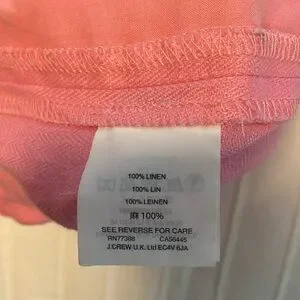 100% LINEN
100% LIN
100% LEINEN
麻 100%
SEE REVERSE FOR CARE
RN77388 CA56445
J.CREW U.K. Ltd EC4V 6JA